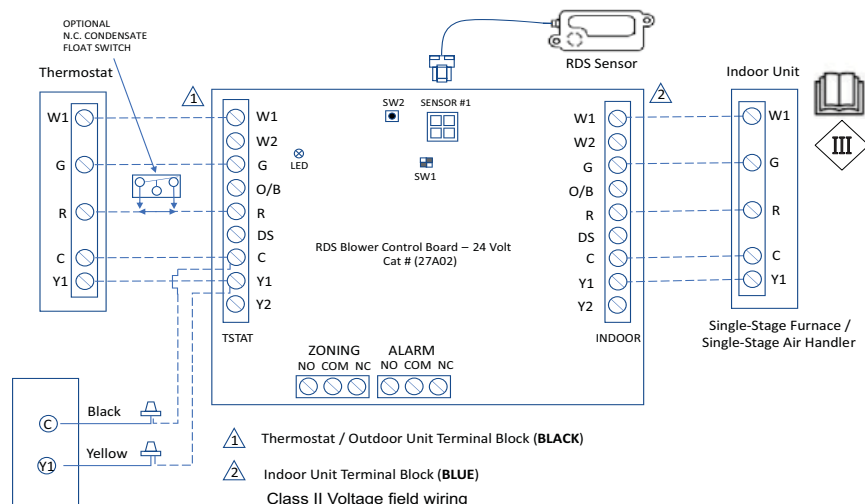 OPTIONAL
N.C. CONDENSATE
FLOAT SWITCH
Thermostat
W1
G
R
C
Y1
1
W1
W2
G
O/B
R
DS
C
Y1
Y2
TSTAT
LED
SW2
SENSOR #1
SW1
RDS Sensor
RDS Blower Control Board – 24 Volt
Cat # (27A02)
ZONING
NO COM NC
ALARM
NO COM NC
2
W1
W2
G
O/B
R
DS
C
Y1
Y2
INDOOR
Indoor Unit
W1
G
R
C
Y1
III
Single-Stage Furnace /
Single-Stage Air Handler
C
Black
Y1
Yellow
1 Thermostat / Outdoor Unit Terminal Block (BLACK)
2 Indoor Unit Terminal Block (BLUE)
Class II Voltage field wiring